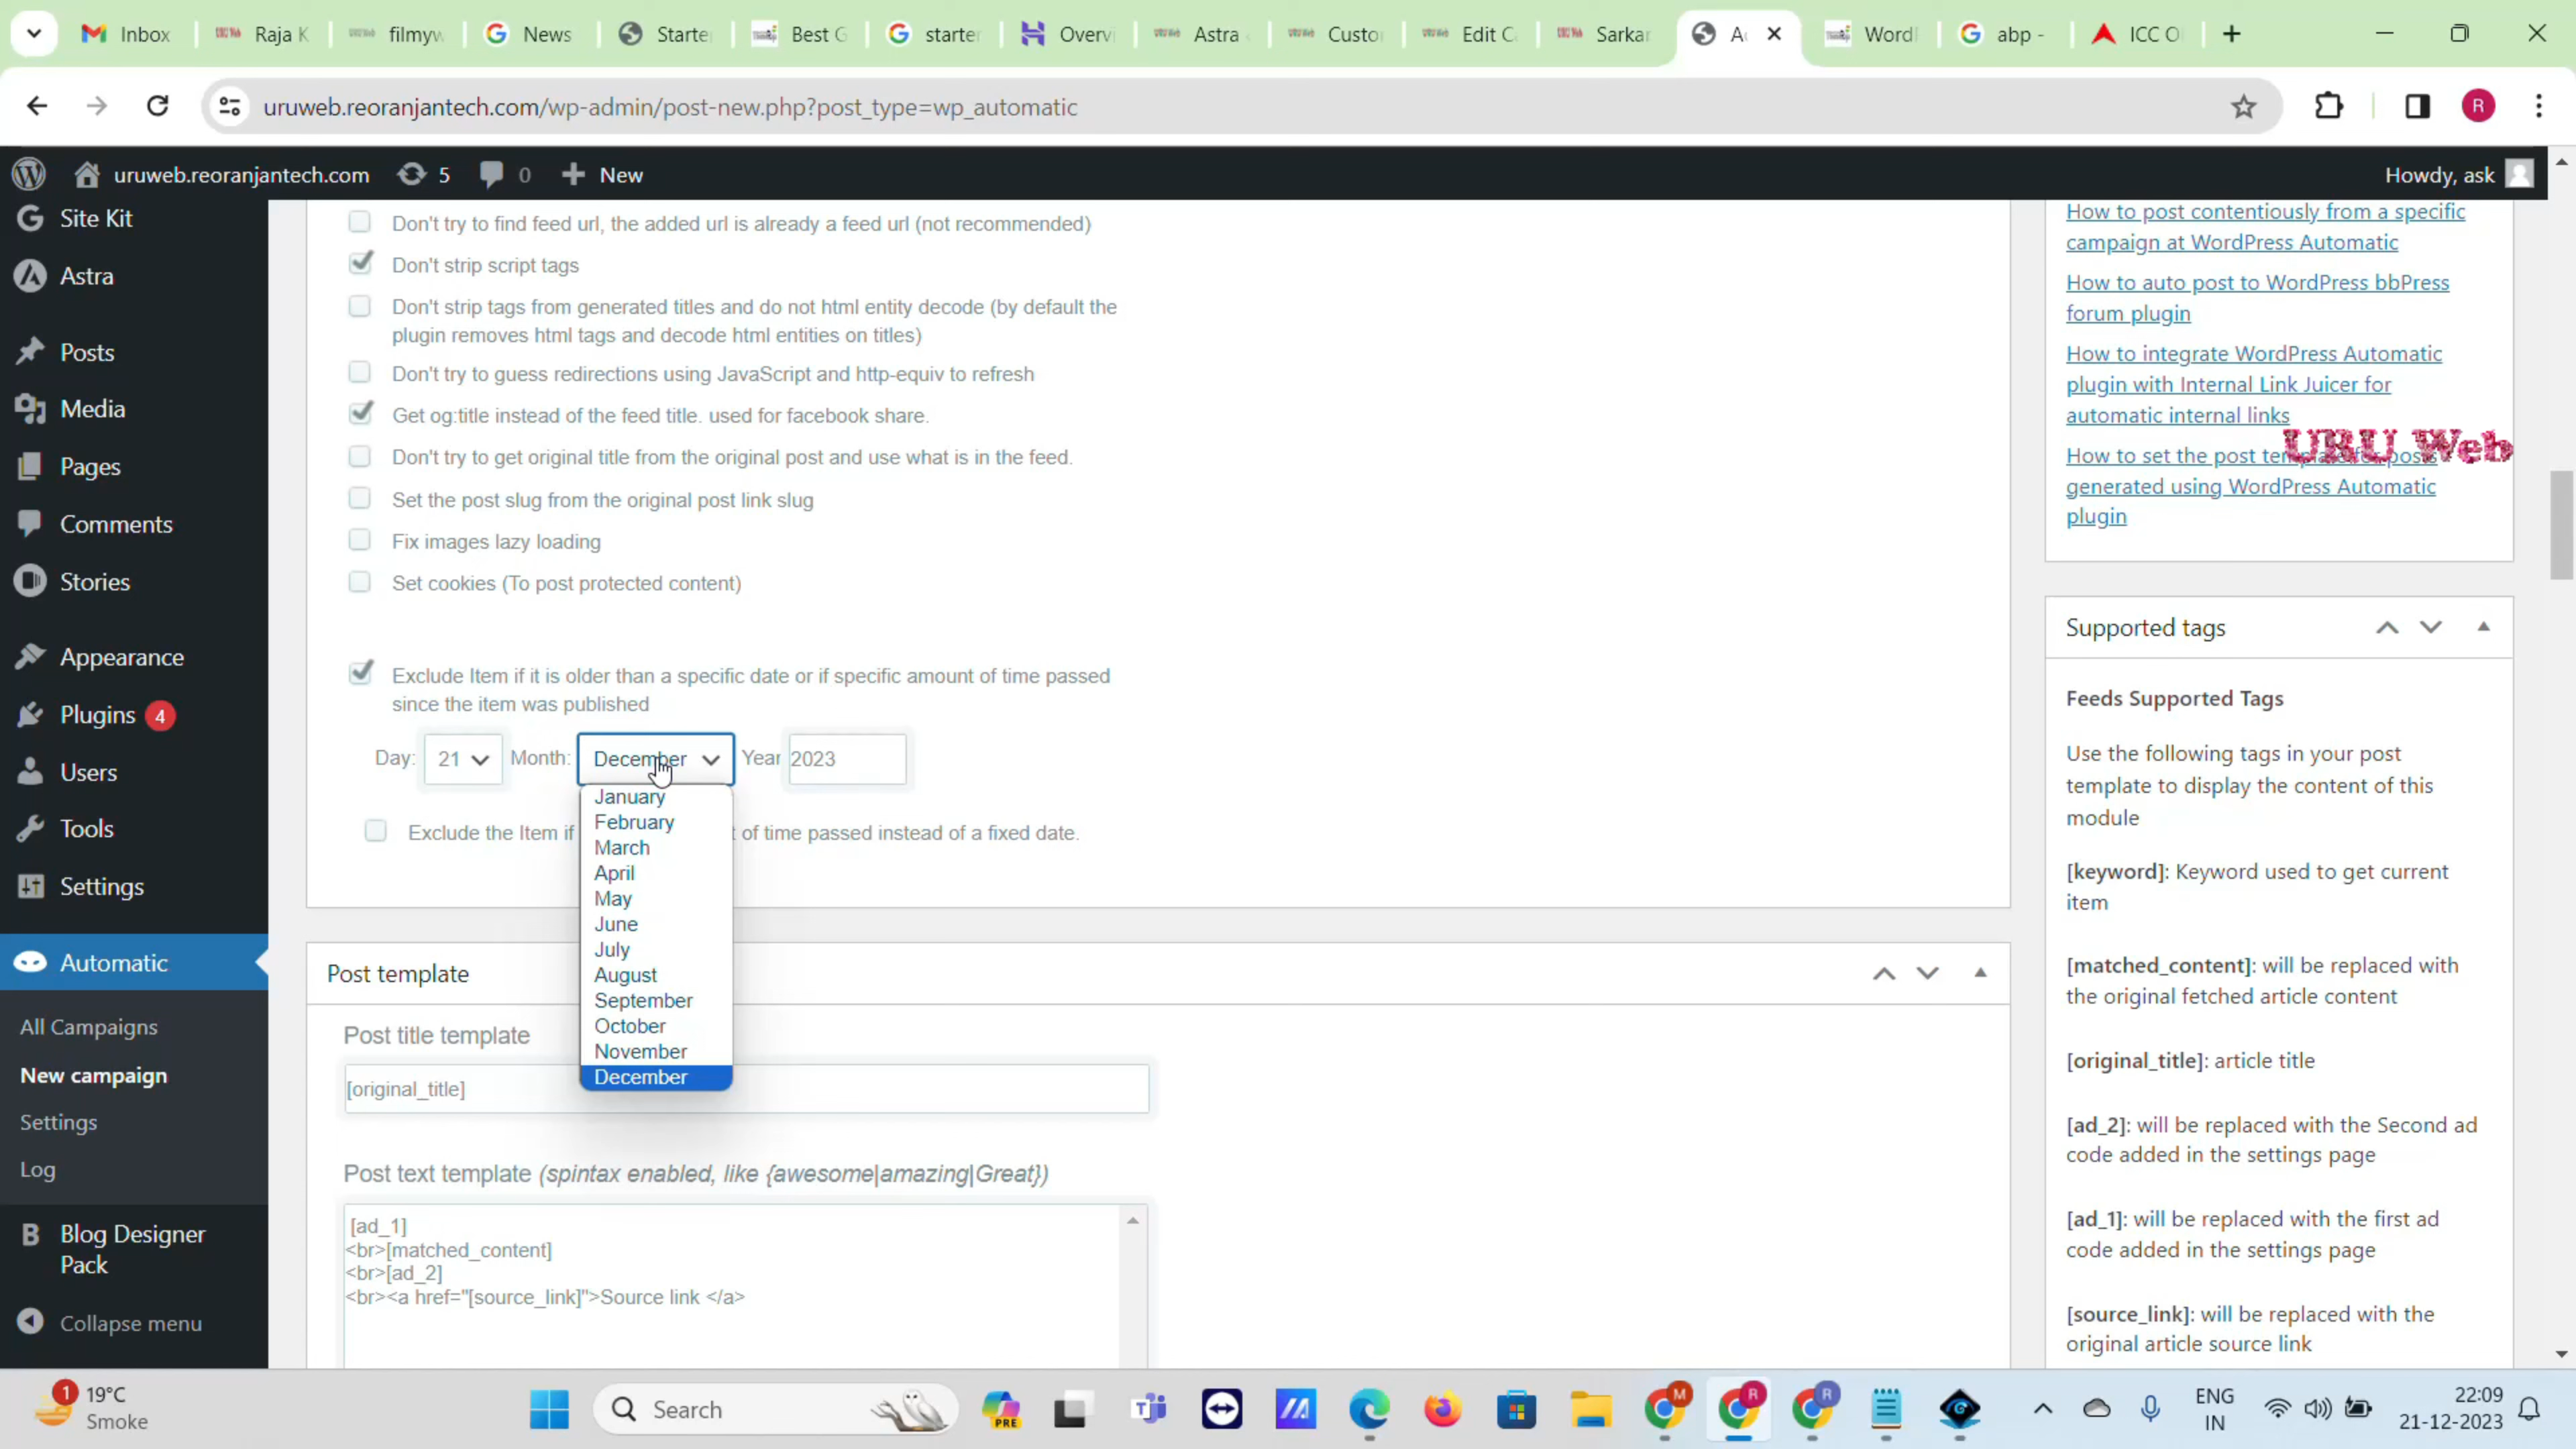 Inbox
Raja K
filmyw
News
Starte
Best G
starter
Overvi
Astra
Custo
Edit C
Sarkar
A
Word
abp -
ICC O
uruweb.reoranjantech.com/wp-admin/post-new.php?post_type=wp_automatic
R
uruweb.reoranjantech.com
5
0
New
Howdy, ask
Site Kit
Astra
Posts
Media
Pages
Comments
Stories
Appearance
Plugins 4
Users
Tools
Settings
Automatic
All Campaigns
New campaign
Settings
Log
Blog Designer
Pack
Collapse menu
Don't try to find feed url, the added url is already a feed url (not recommended)
Don't strip script tags
Don't strip tags from generated titles and do not html entity decode (by default the
plugin removes html tags and decode html entities on titles)
Don't try to guess redirections using JavaScript and http-equiv to refresh
Get og:title instead of the feed title. used for facebook share.
Don't try to get original title from the original post and use what is in the feed.
Set the post slug from the original post link slug
Fix images lazy loading
Set cookies (To post protected content)
Exclude Item if it is older than a specific date or if specific amount of time passed
since the item was published
Day: 21 Month: December Year 2023
January
February
March
April
May
June
July
August
September
October
November
December
Exclude the Item if t of time passed instead of a fixed date.
Post template
Post title template
[original_title]
Post text template (spintax enabled, like {awesome|amazing|Great})
[ad_1]
<br>[matched_content]
<br>[ad_2]
<br><a href="[source_link]">Source link </a>
How to post contentiously from a specific
campaign at WordPress Automatic
How to auto post to WordPress bbPress
forum plugin
How to integrate WordPress Automatic
plugin with Internal Link Juicer for
automatic internal links
URU Web
How to set the post template for posts
generated using WordPress Automatic
plugin
Supported tags
Feeds Supported Tags
Use the following tags in your post
template to display the content of this
module
[keyword]: Keyword used to get current
item
[matched_content]: will be replaced with
the original fetched article content
[original_title]: article title
[ad_2]: will be replaced with the Second ad
code added in the settings page
[ad_1]: will be replaced with the first ad
code added in the settings page
[source_link]: will be replaced with the
original article source link
1
19°C
Smoke
Search
PRE
M
R
R
ENG
IN
22:09
21-12-2023